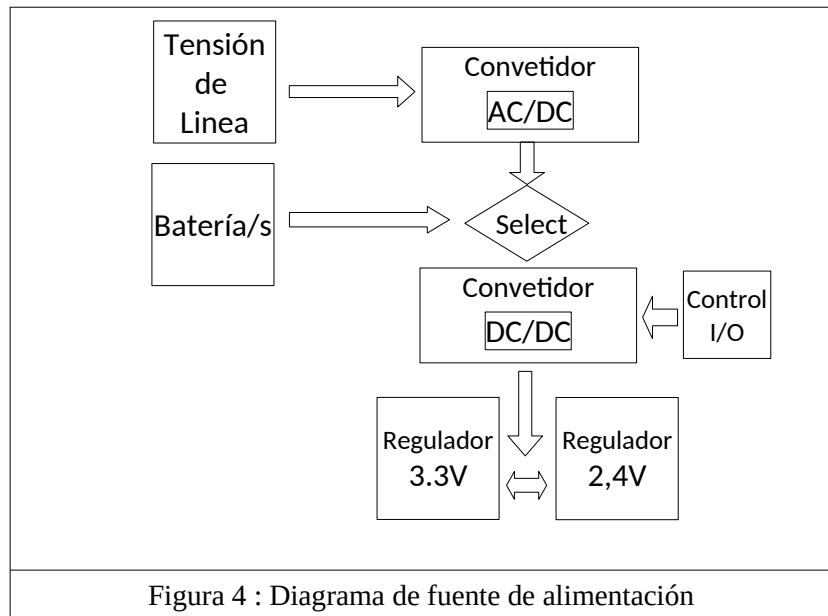 Tensión
de
Linea
Convetidor
AC/DC
Batería/s
Select
Convetidor
DC/DC
Control
I/O
Regulador
3.3V
Regulador
2,4V
Figura 4 : Diagrama de fuente de alimentación